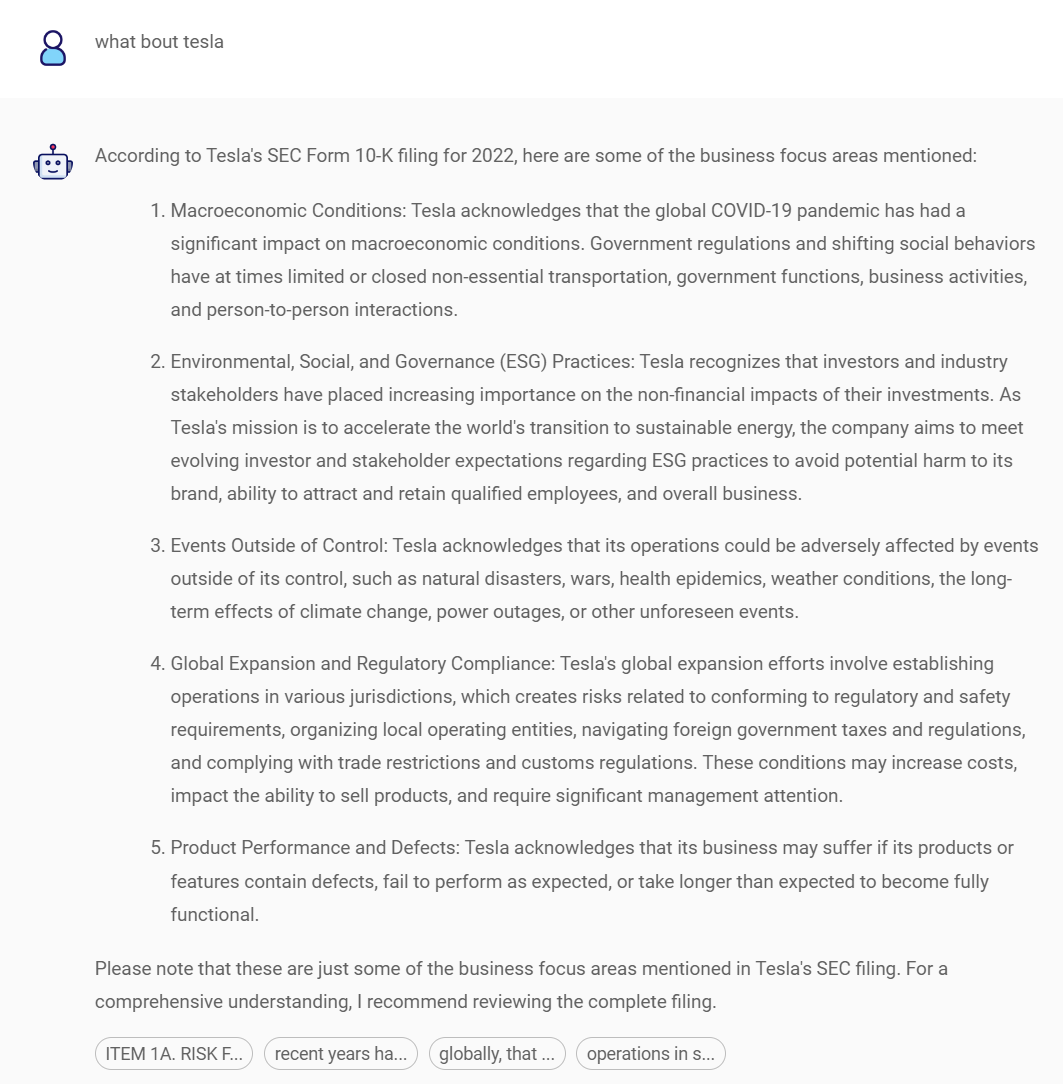 what bout tesla
According to Tesla's SEC Form 10-K filing for 2022, here are some of the business focus areas mentioned:
1. Macroeconomic Conditions: Tesla acknowledges that the global COVID-19 pandemic has had a
significant impact on macroeconomic conditions. Government regulations and shifting social behaviors
have at times limited or closed non-essential transportation, government functions, business activities,
and person-to-person interactions.
2. Environmental, Social, and Governance (ESG) Practices: Tesla recognizes that investors and industry
stakeholders have placed increasing importance on the non-financial impacts of their investments. As
Tesla's mission is to accelerate the world's transition to sustainable energy, the company aims to meet
evolving investor and stakeholder expectations regarding ESG practices to avoid potential harm to its
brand, ability to attract and retain qualified employees, and overall business.
3. Events Outside of Control: Tesla acknowledges that its operations could be adversely affected by events
outside of its control, such as natural disasters, wars, health epidemics, weather conditions, the long-
term effects of climate change, power outages, or other unforeseen events.
4. Global Expansion and Regulatory Compliance: Tesla's global expansion efforts involve establishing
operations in various jurisdictions, which creates risks related to conforming to regulatory and safety
requirements, organizing local operating entities, navigating foreign government taxes and regulations,
and complying with trade restrictions and customs regulations. These conditions may increase costs,
impact the ability to sell products, and require significant management attention.
5. Product Performance and Defects: Tesla acknowledges that its business may suffer if its products or
features contain defects, fail to perform as expected, or take longer than expected to become fully
functional.
Please note that these are just some of the business focus areas mentioned in Tesla's SEC filing. For a
comprehensive understanding, I recommend reviewing the complete filing.
ITEM 1A. RISK F... recent years ha... globally, that ... operations in s...